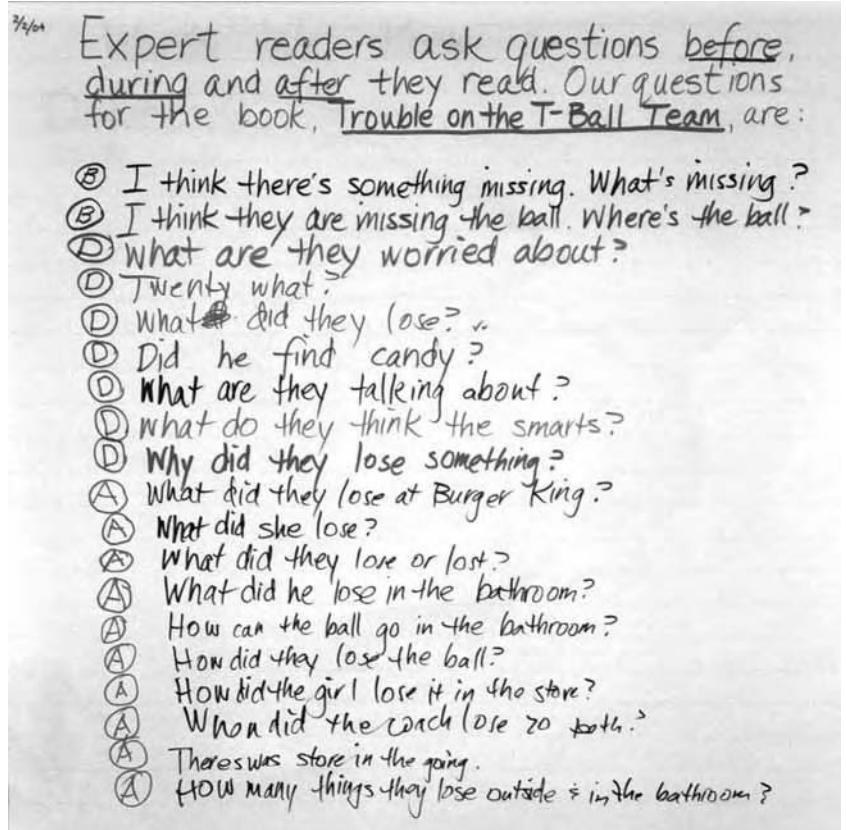 2/2/04
Expert readers ask questions before,
during and after they read. Our questions
for the book, Trouble on the T-Ball Team, are:
B I think there's something missing. What's missing?
B I think they are missing the ball. Where's the ball?
D What are they worried about?
D Twenty what?
D What did they lose?
D Did he find candy?
D What are they talking about?
D What do they think the smarts?
D Why did they lose something?
A What did they lose at Burger King?
A What did she lose?
A What did they lose or lost?
A What did he lose in the bathroom?
A How can the ball go in the bathroom?
A How did they lose the ball?
A How did the girl lose it in the store?
A When did the coach lose 20
A Theres was store in the going.
A How many things they lose outside & in the bathroom?